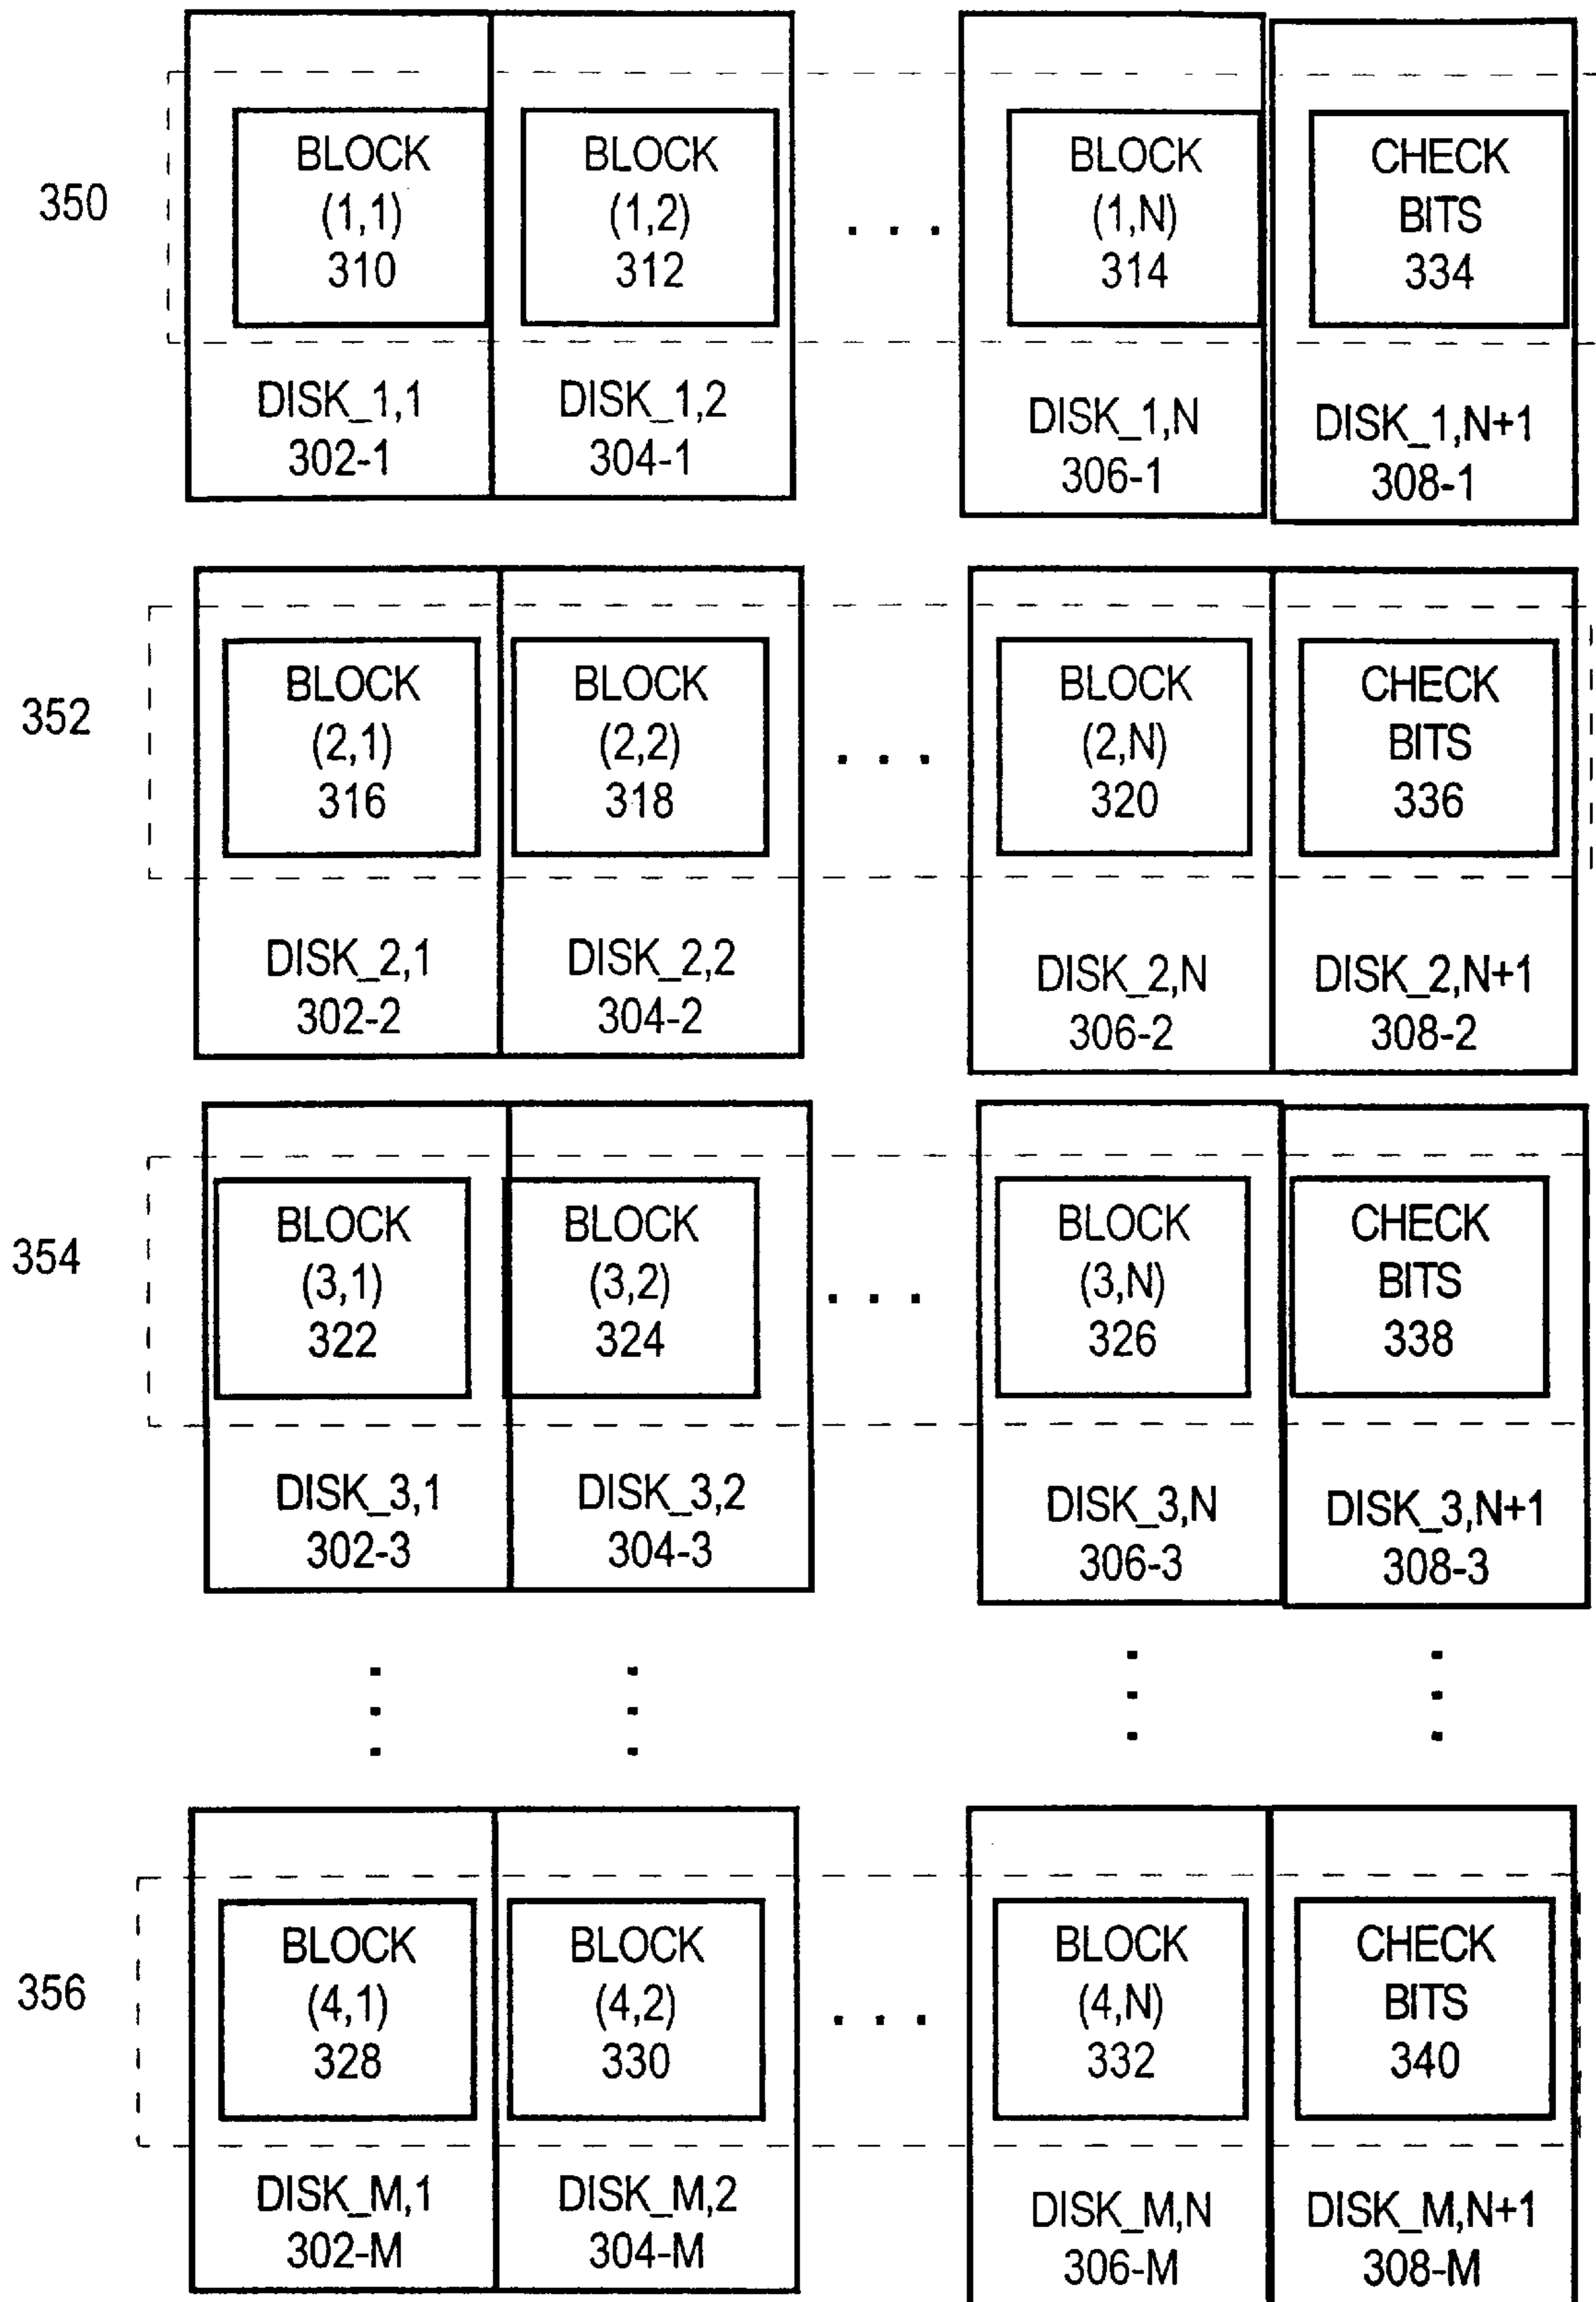 350
BLOCK
(1,1)
310
BLOCK
(1,2)
312
. . .
BLOCK
(1,N)
314
CHECK
BITS
334
DISK_1,1
302-1
DISK_1,2
304-1
DISK_1,N
306-1
DISK_1,N+1
308-1
352
BLOCK
(2,1)
316
BLOCK
(2,2)
318
. . .
BLOCK
(2,N)
320
CHECK
BITS
336
DISK_2,1
302-2
DISK_2,2
304-2
DISK_2,N
306-2
DISK_2,N+1
308-2
354
BLOCK
(3,1)
322
BLOCK
(3,2)
324
. . .
BLOCK
(3,N)
326
CHECK
BITS
338
DISK_3,1
302-3
DISK_3,2
304-3
DISK_3,N
306-3
DISK_3,N+1
308-3
356
BLOCK
(4,1)
328
BLOCK
(4,2)
330
. . .
BLOCK
(4,N)
332
CHECK
BITS
340
DISK_M,1
302-M
DISK_M,2
304-M
DISK_M,N
306-M
DISK_M,N+1
308-M